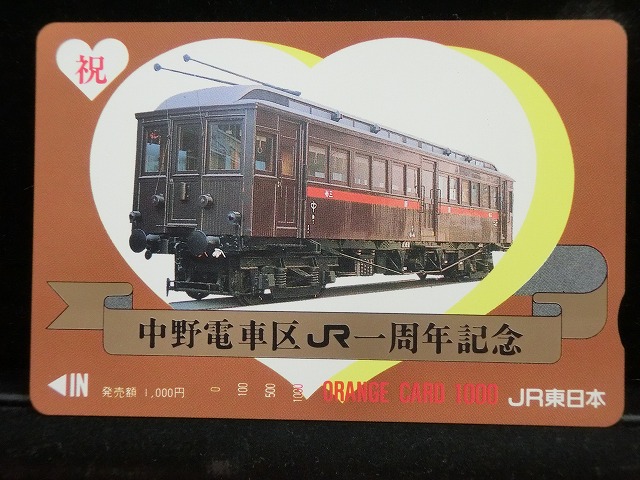 祝
中野電車区JR一周年記念
◁IN 発売額 1,000円 0 100 500 1000 ORANGE CARD 1000 JR東日本